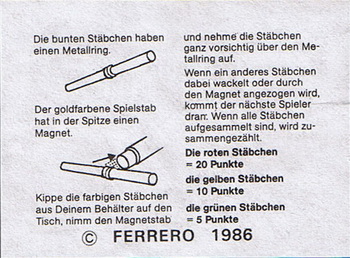 Die bunten Stäbchen haben
einen Metallring.
Der goldfarbene Spielstab
hat in der Spitze einen
Magnet.
Kippe die farbigen Stäbchen
aus Deinem Behälter auf den
Tisch, nimm den Magnetstab
und nehme die Stäbchen
ganz vorsichtig über den Me-
tallring auf.
Wenn ein anderes Stäbchen
dabei wackelt oder durch
den Magnet angezogen wird,
kommt der nächste Spieler
dran. Wenn alle Stäbchen
aufgesammelt sind, wird zu-
sammengezählt.
Die roten Stäbchen
= 20 Punkte
die gelben Stäbchen
= 10 Punkte
die grünen Stäbchen
= 5 Punkte
© FERRERO 1986